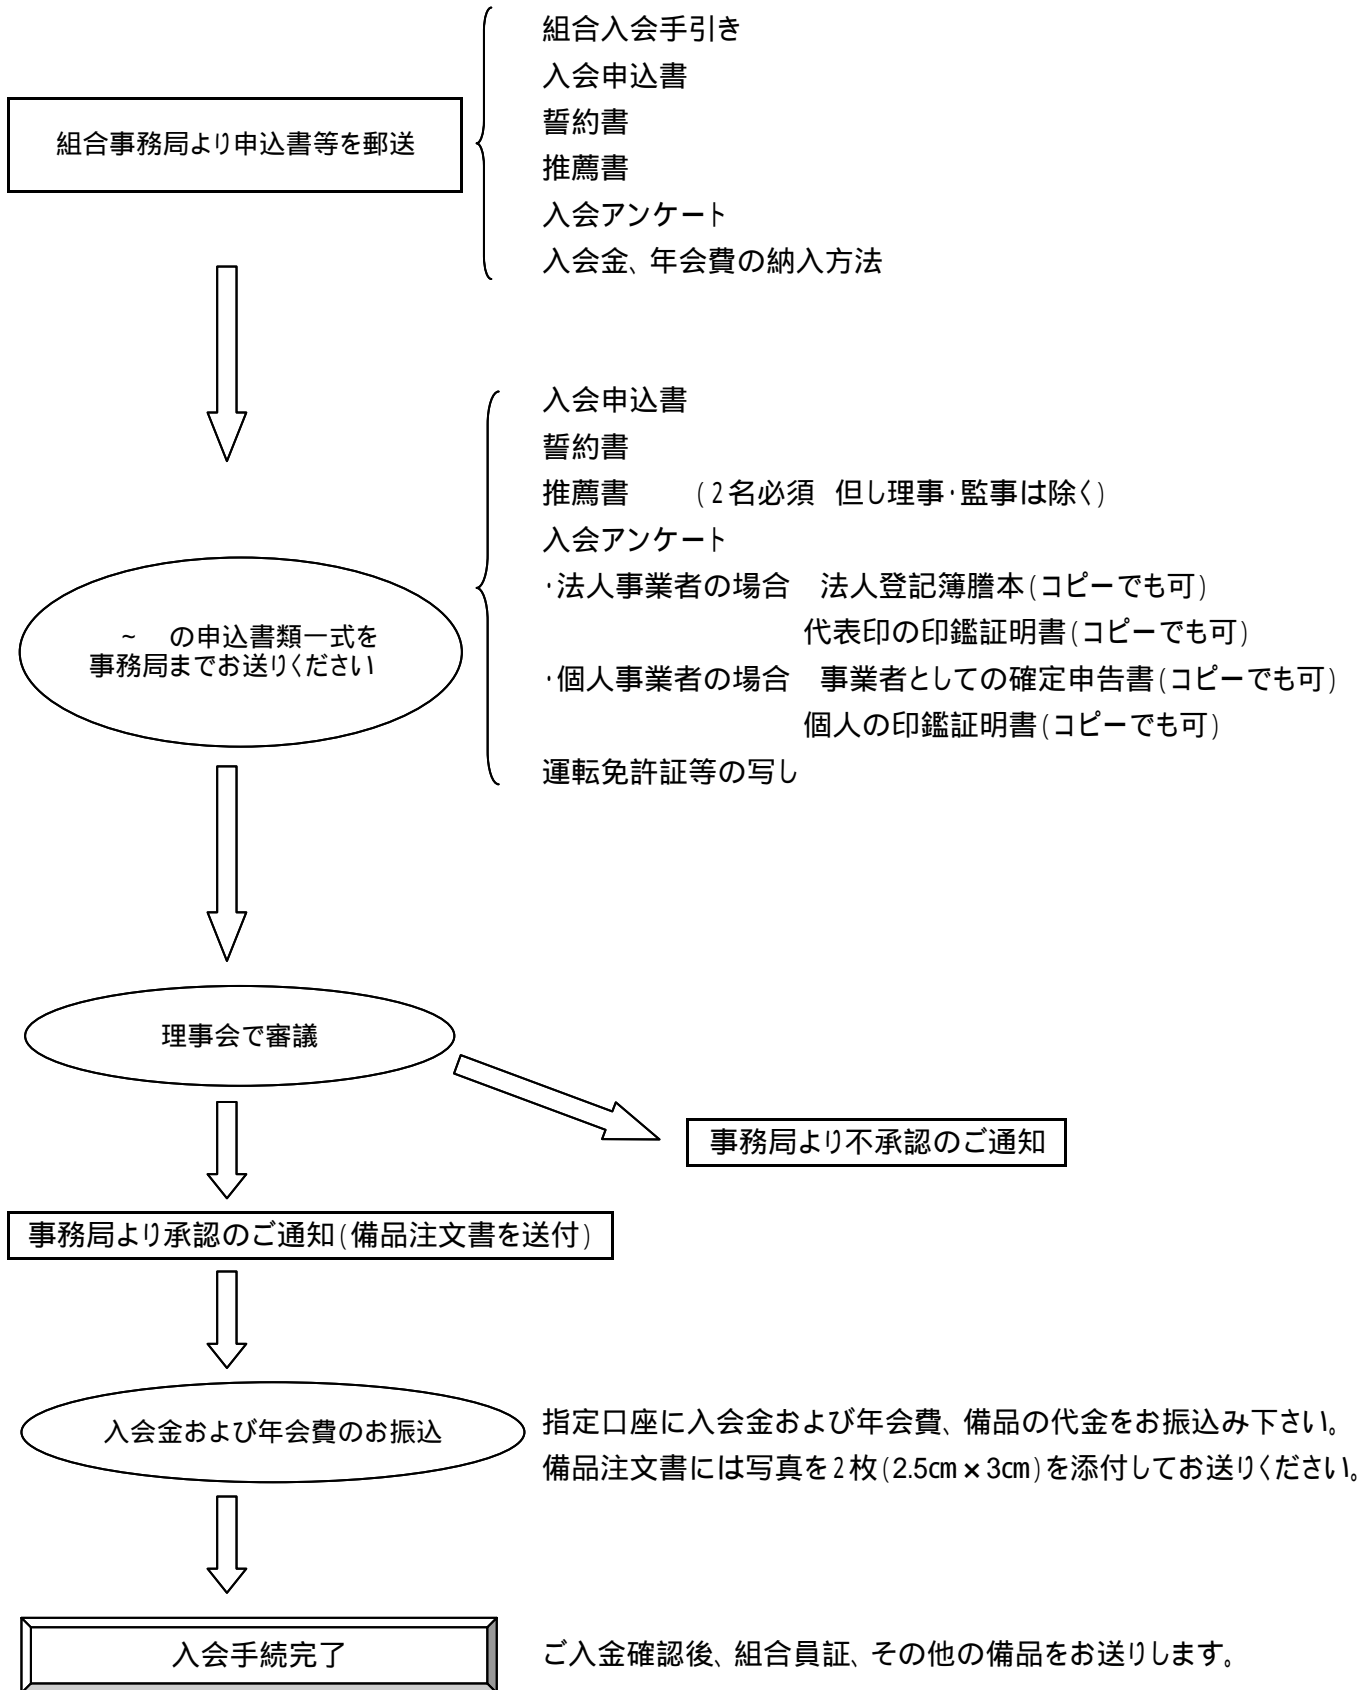 組合入会手引き
入会申込書
誓約書
組合事務局より申込書等を郵送
推薦書
入会アンケート
入会金、年会費の納入方法
入会申込書
誓約書
推薦書 (2名必須 但し理事・監事は除く)
入会アンケート
・法人事業者の場合 法人登記簿謄本(コピーでも可)
代表印の印鑑証明書(コピーでも可)
・個人事業者の場合 事業者としての確定申告書(コピーでも可)
個人の印鑑証明書(コピーでも可)
運転免許証等の写し
~ の申込書類一式を
事務局までお送りください
理事会で審議
事務局より不承認のご通知
事務局より承認のご通知(備品注文書を送付)
入会金および年会費のお振込
指定口座に入会金および年会費、備品の代金をお振込み下さい。
備品注文書には写真を2枚(2.5㎝×3㎝)を添付してお送りください。
入会手続完了
ご入金確認後、組合員証、その他の備品をお送りします。